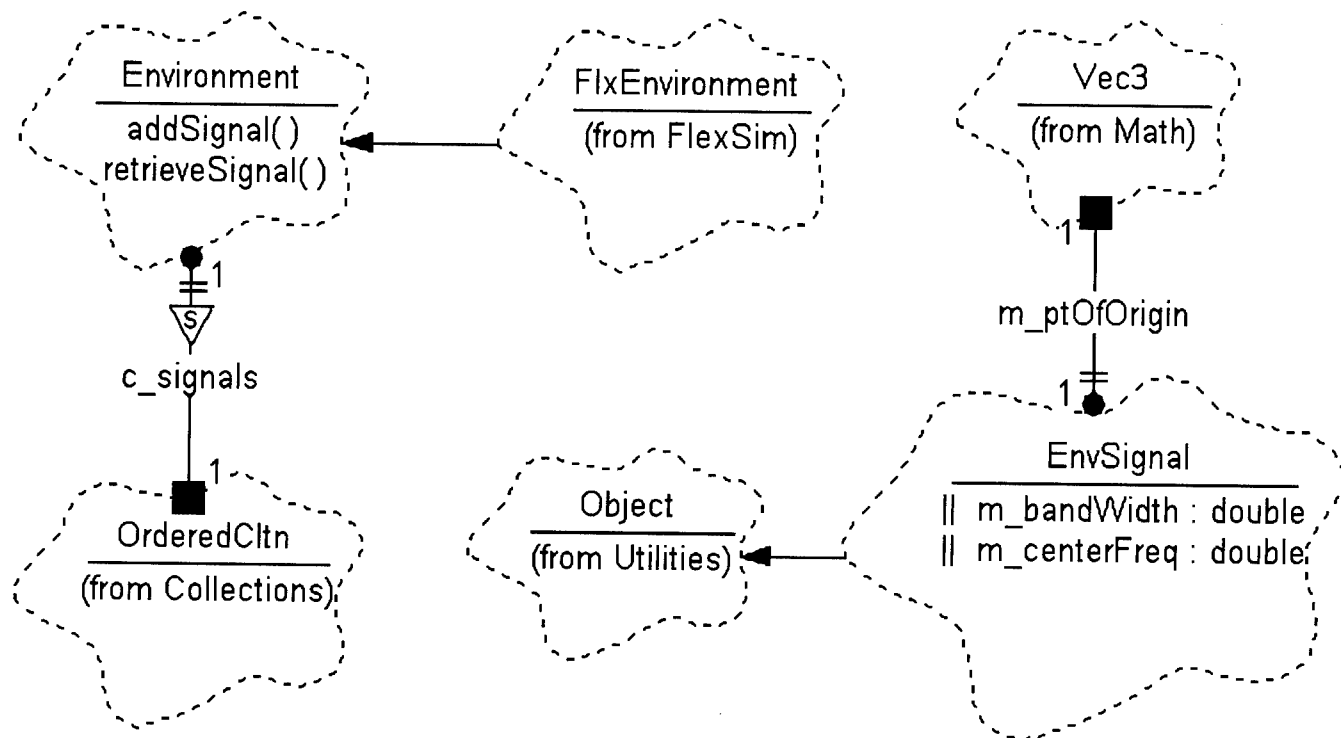 Environment
addSignal( )
retrieveSignal( )
FlxEnvironment
(from FlexSim)
Vec3
(from Math)
1
1
S
c_signals
1
m_ptOfOrigin
1
OrderedCltn
(from Collections)
Object
(from Utilities)
EnvSignal
|| m_bandWidth : double
|| m_centerFreq : double